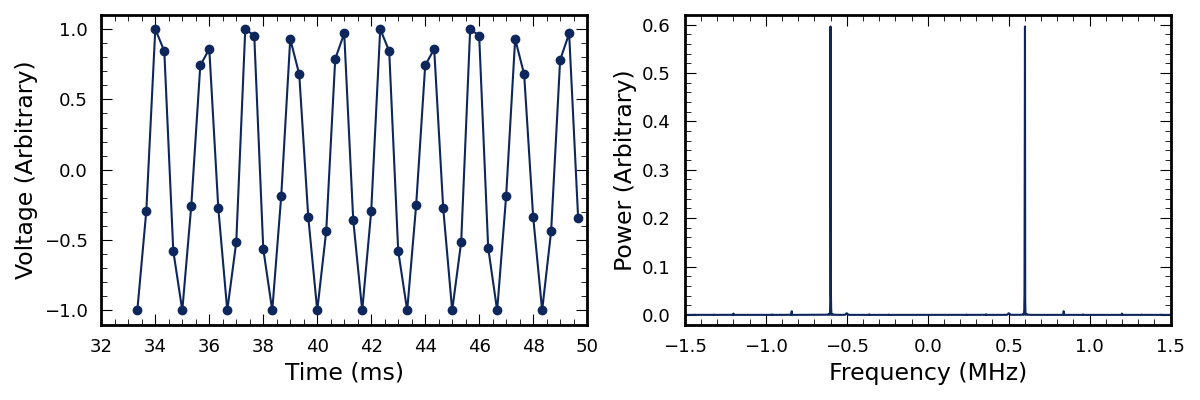 1.0
0.5
0.0
−0.5
−1.0
Voltage (Arbitrary)
32 34 36 38 40 42 44 46 48 50
Time (ms)
0.6
0.5
0.4
0.3
0.2
0.1
0.0
Power (Arbitrary)
−1.5 −1.0 −0.5 0.0 0.5 1.0 1.5
Frequency (MHz)